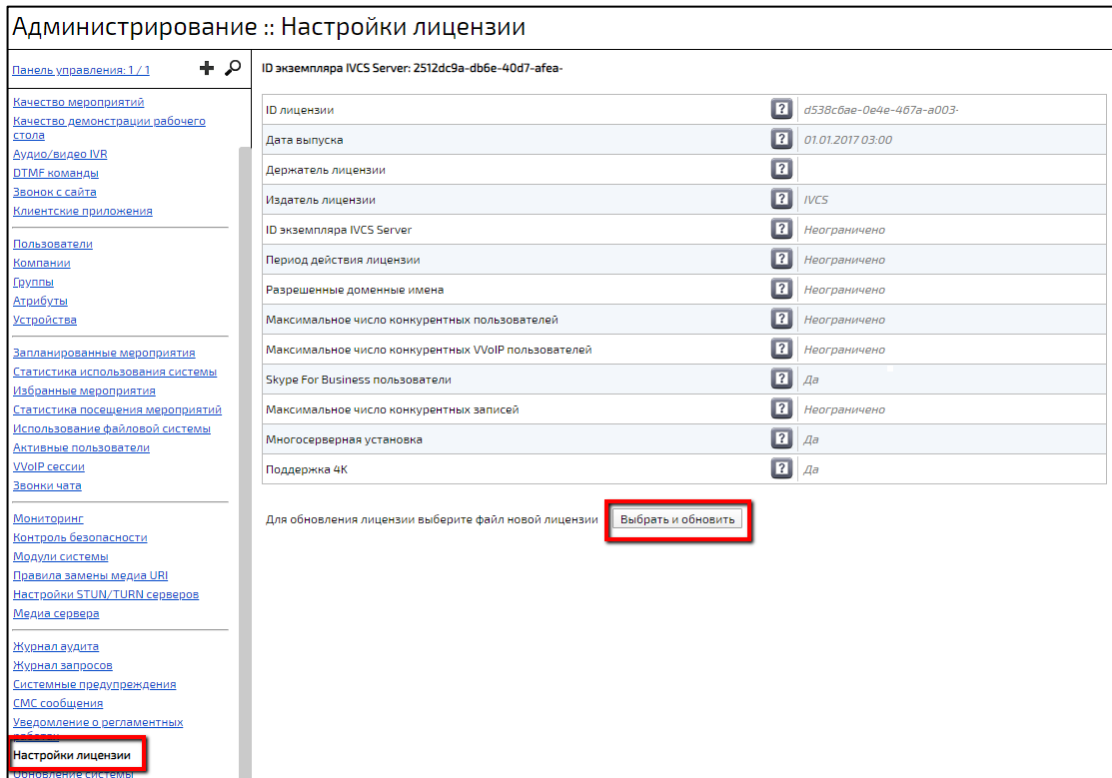 Администрирование :: Настройки лицензии
Панель управления: 1 / 1
Качество мероприятий
Качество демонстрации рабочего
стола
Аудио/видео IVR
DTMF команды
Звонок с сайта
Клиентские приложения
Пользователи
Компании
Группы
Атрибуты
Устройства
Запланированные мероприятия
Статистика использования системы
Избранные мероприятия
Статистика посещения мероприятий
Использование файловой системы
Активные пользователи
VVoIP сессии
Звонки чата
Мониторинг
Контроль безопасности
Модули системы
Правила замены медиа URI
Настройки STUN/TURN серверов
Медиа сервера
Журнал аудита
Журнал запросов
Системные предупреждения
СМС сообщения
Уведомление о регламентных
работах
Настройки лицензии
Обновление системы
ID экземпляра IVCS Server: 2512dc9a-db6e-40d7-afea-
ID лицензии ? d538c6ae-0e4e-467a-a003-
Дата выпуска ? 01.01.2017 03:00
Держатель лицензии ?
Издатель лицензии ? IVCS
ID экземпляра IVCS Server ? Неограничено
Период действия лицензии ? Неограничено
Разрешенные доменные имена ? Неограничено
Максимальное число конкурентных пользователей ? Неограничено
Максимальное число конкурентных VVoIP пользователей ? Неограничено
Skype For Business пользователи ? Да
Максимальное число конкурентных записей ? Неограничено
Многосерверная установка ? Да
Поддержка 4K ? Да
Для обновления лицензии выберите файл новой лицензии Выбрать и обновить